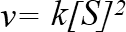 v= k[S]²